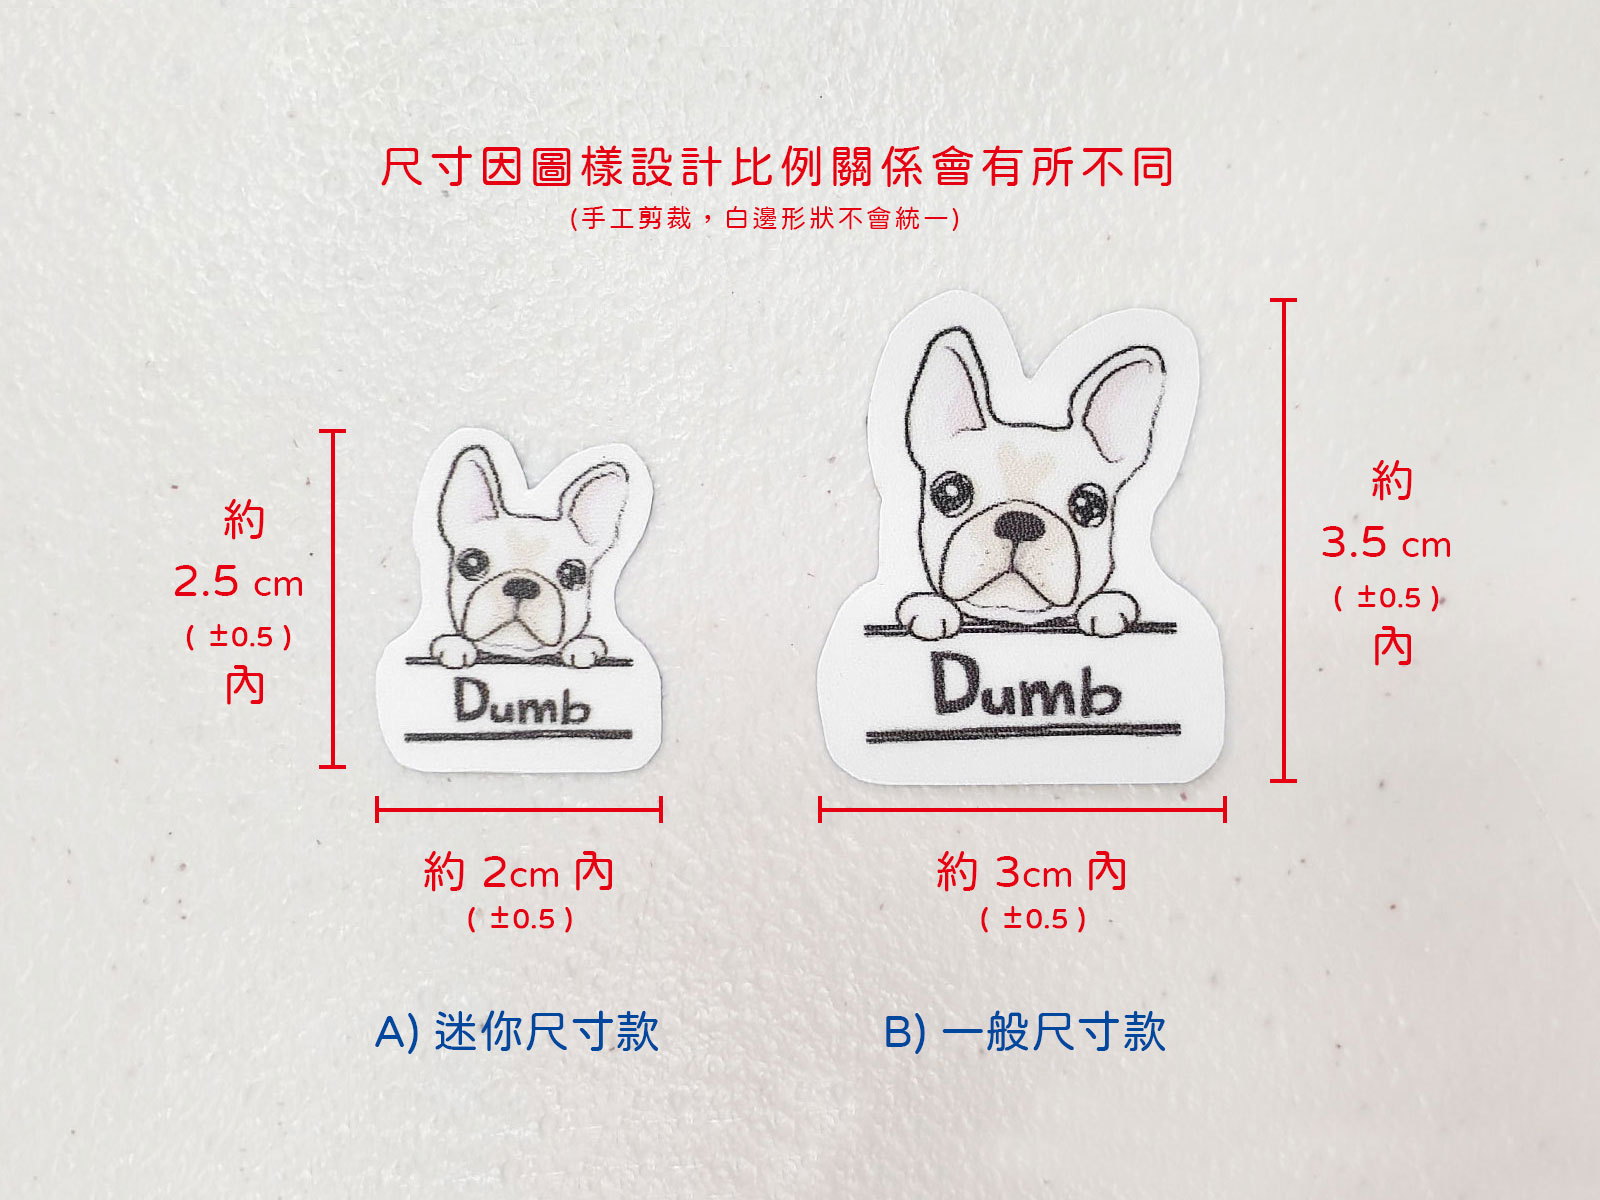 尺寸因圖樣設計比例關係會有所不同
(手工剪裁，白邊形狀不會統一)
約
2.5 cm
( ±0.5 )
內
Dumb
約 2cm 內
( ±0.5 )
A) 迷你尺寸款
Dumb
約
3.5 cm
( ±0.5 )
內
約 3cm 內
( ±0.5 )
B) 一般尺寸款